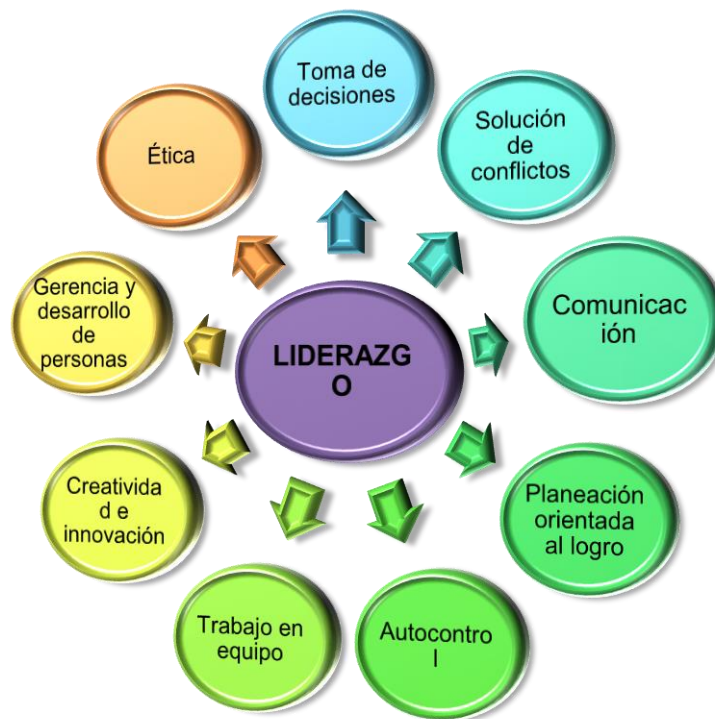 Toma de
decisiones
Solución
de
conflictos
Comunicac
ión
Planeación
orientada
al logro
Autocontro
l
Trabajo en
equipo
Creativida
d e
innovación
Gerencia y
desarrollo
de
personas
Ética
LIDERAZG
O